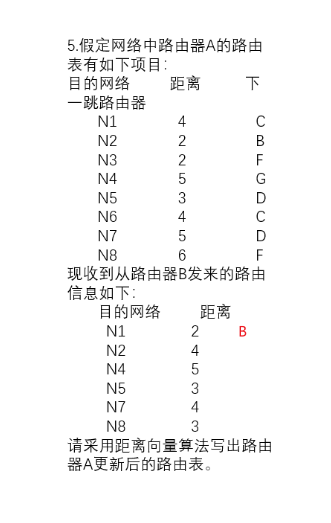 5.假定网络中路由器A的路由
表有如下项目:
目的网络 距离 下
一跳路由器
N1 4 C
N2 2 B
N3 2 F
N4 5 G
N5 3 D
N6 4 C
N7 5 D
N8 6 F
现收到从路由器B发来的路由
信息如下:
目的网络 距离
N1 2 B
N2 4
N4 5
N5 3
N7 4
N8 3
请采用距离向量算法写出路由
器A更新后的路由表。